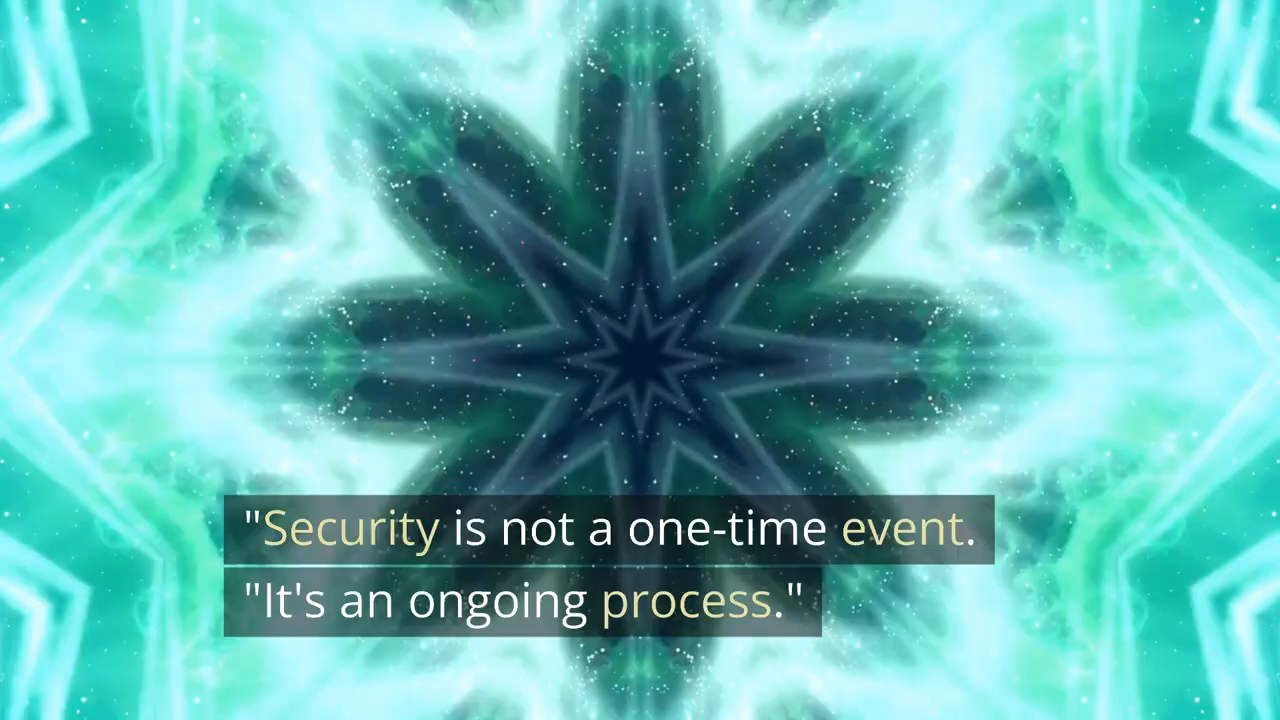 "Security is not a one-time event.
"It's an ongoing process."